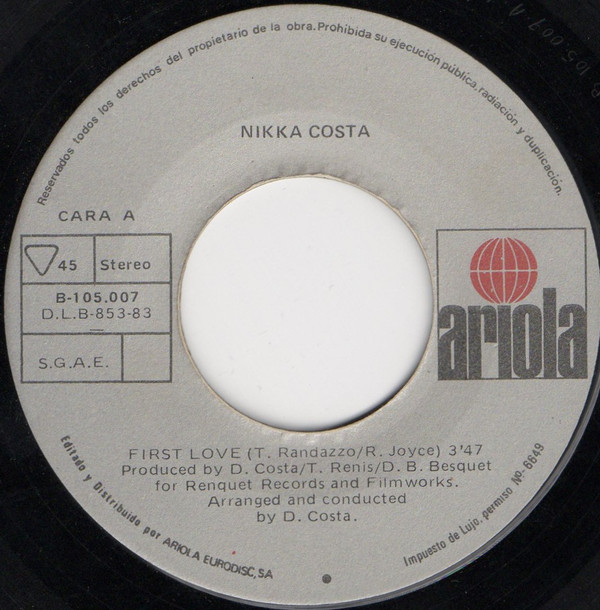 Reservados todos los derechos del propietario de la obra. Prohibida su ejecución pública, radiación y duplicación.
NIKKA COSTA
CARA A
45 Stereo
B-105.007
D.L.B-853-83
S.G.A.E.
ariola
FIRST LOVE (T. Randazzo/R. Joyce) 3'47
Produced by D. Costa/T. Renis/D. B. Besquet
for Renquet Records and Filmworks.
Arranged and conducted
by D. Costa.
Editado y Distribuido por ARIOLA EURODISC, SA
Impuesto de Lujo, permiso Nº- 6649